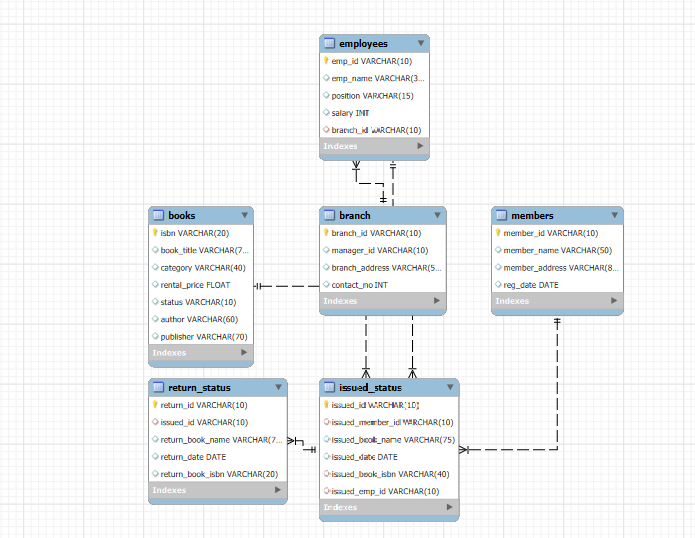 employees
emp_id VARCHAR(10)
emp_name VARCHAR(3...
position VARCHAR(15)
salary INT
branch_id VARCHAR(10)
Indexes
books
isbn VARCHAR(20)
book_title VARCHAR(7...
category VARCHAR(40)
rental_price FLOAT
status VARCHAR(10)
author VARCHAR(60)
publisher VARCHAR(70)
Indexes
branch
branch_id VARCHAR(10)
manager_id VARCHAR(10)
branch_address VARCHAR(5...
contact_no INT
Indexes
members
member_id VARCHAR(10)
member_name VARCHAR(50)
member_address VARCHAR(8...
reg_date DATE
Indexes
return_status
return_id VARCHAR(10)
issued_id VARCHAR(10)
return_book_name VARCHAR(7...
return_date DATE
return_book_isbn VARCHAR(20)
Indexes
issued_status
issued_id VARCHAR(10)
issued_member_id VARCHAR(10)
issued_book_name VARCHAR(75)
issued_date DATE
issued_book_isbn VARCHAR(40)
issued_emp_id VARCHAR(10)
Indexes